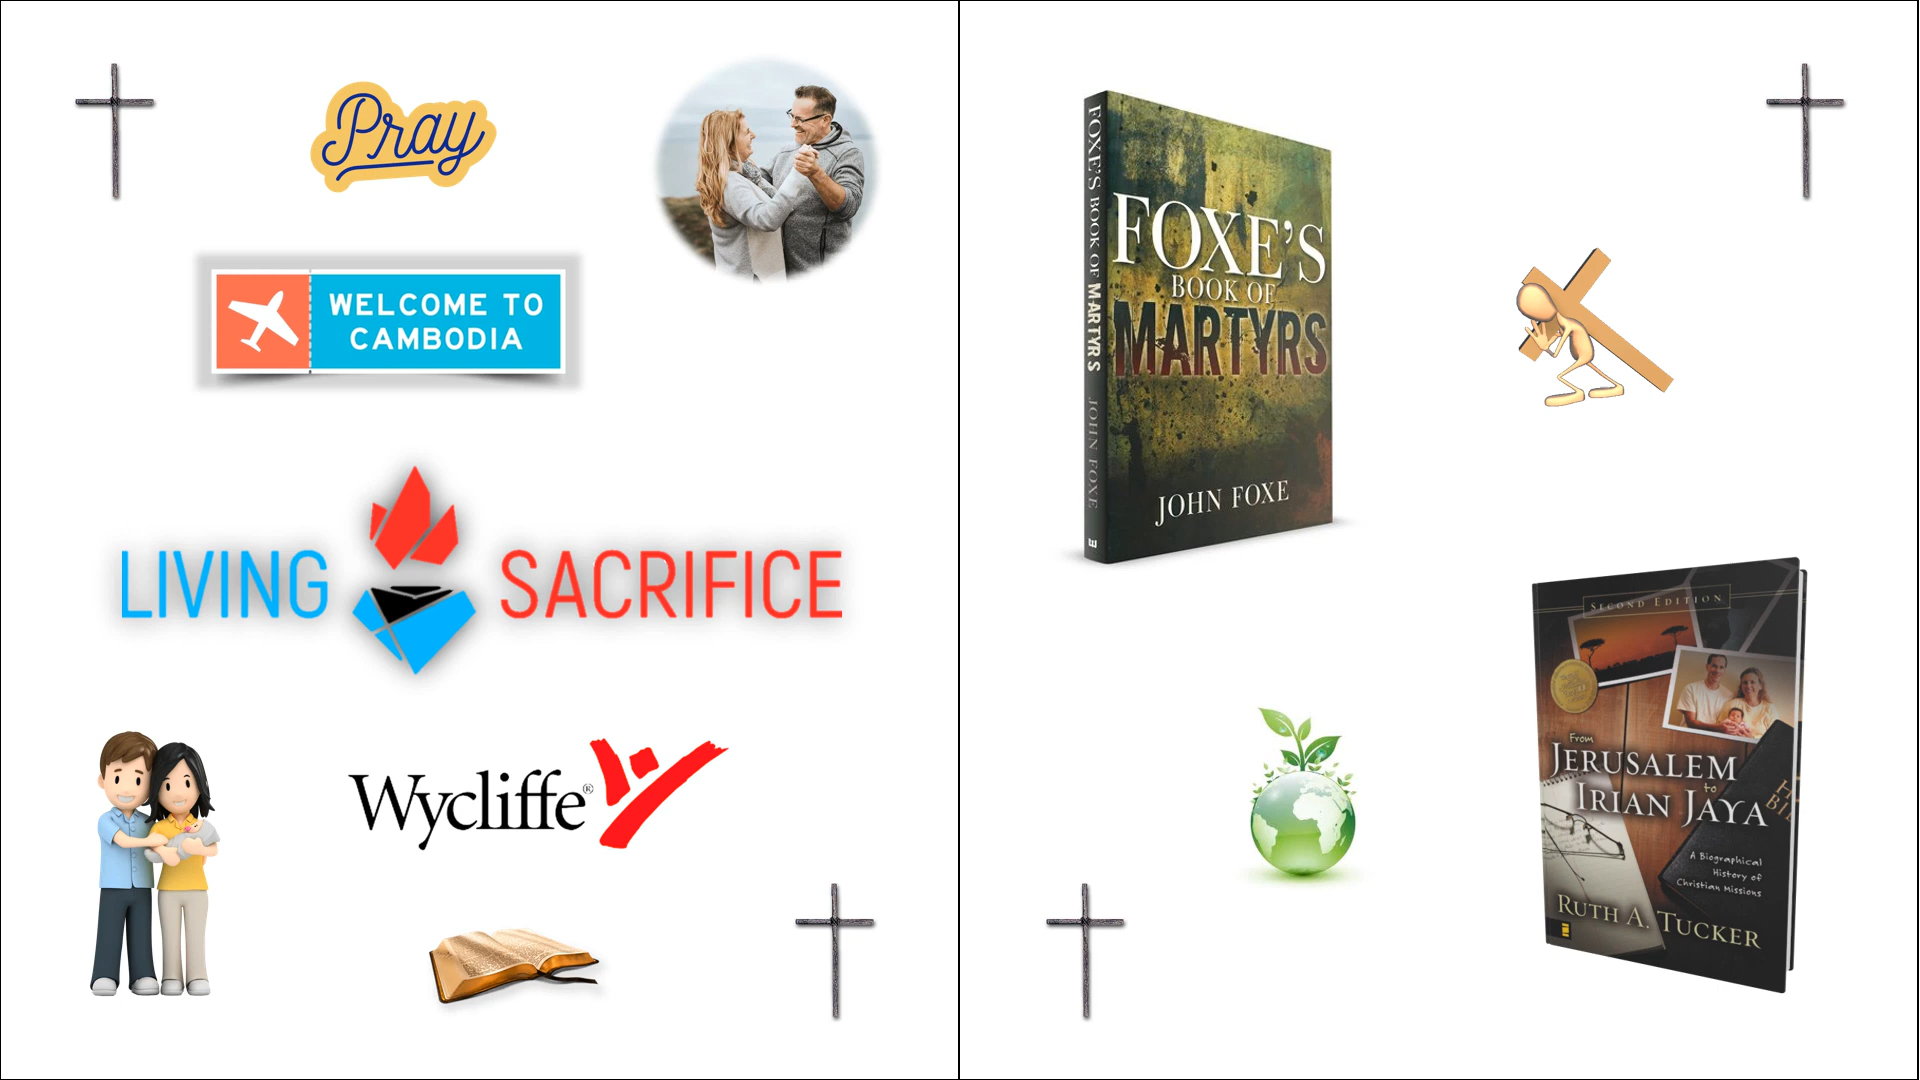 Pray
WELCOME TO
CAMBODIA
LIVING SACRIFICE
Wycliffe®
FOXE'S BOOK OF MARTYRS JOHN FOXE
FOXE'S
BOOK OF
MARTYRS
JOHN FOXE
SECOND EDITION
From
JERUSALEM
to
IRIAN JAYA
A Biographical
History of
Christian Missions
RUTH A. TUCKER